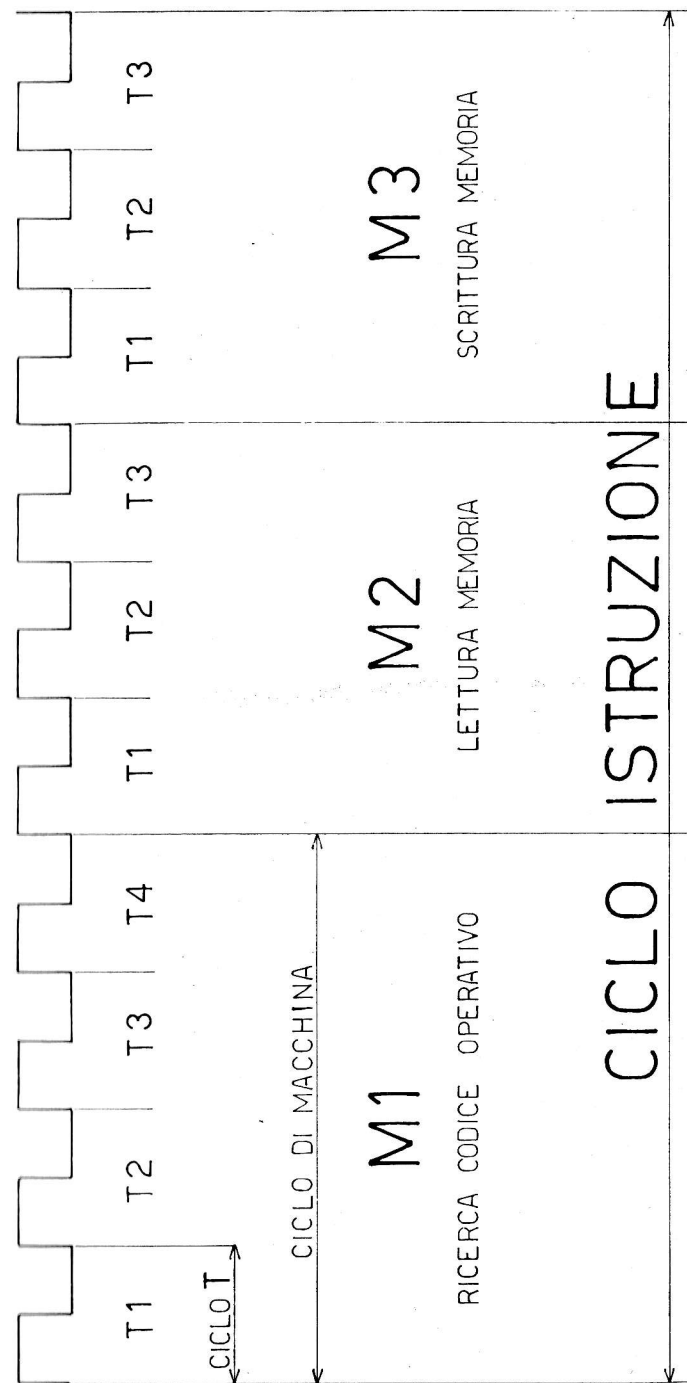 T1 T2 T3 T4 T1 T2 T3 T1 T2 T3
CICLO T
CICLO DI MACCHINA
M1 M2 M3
RICERCA CODICE OPERATIVO LETTURA MEMORIA SCRITTURA MEMORIA
CICLO ISTRUZIONE